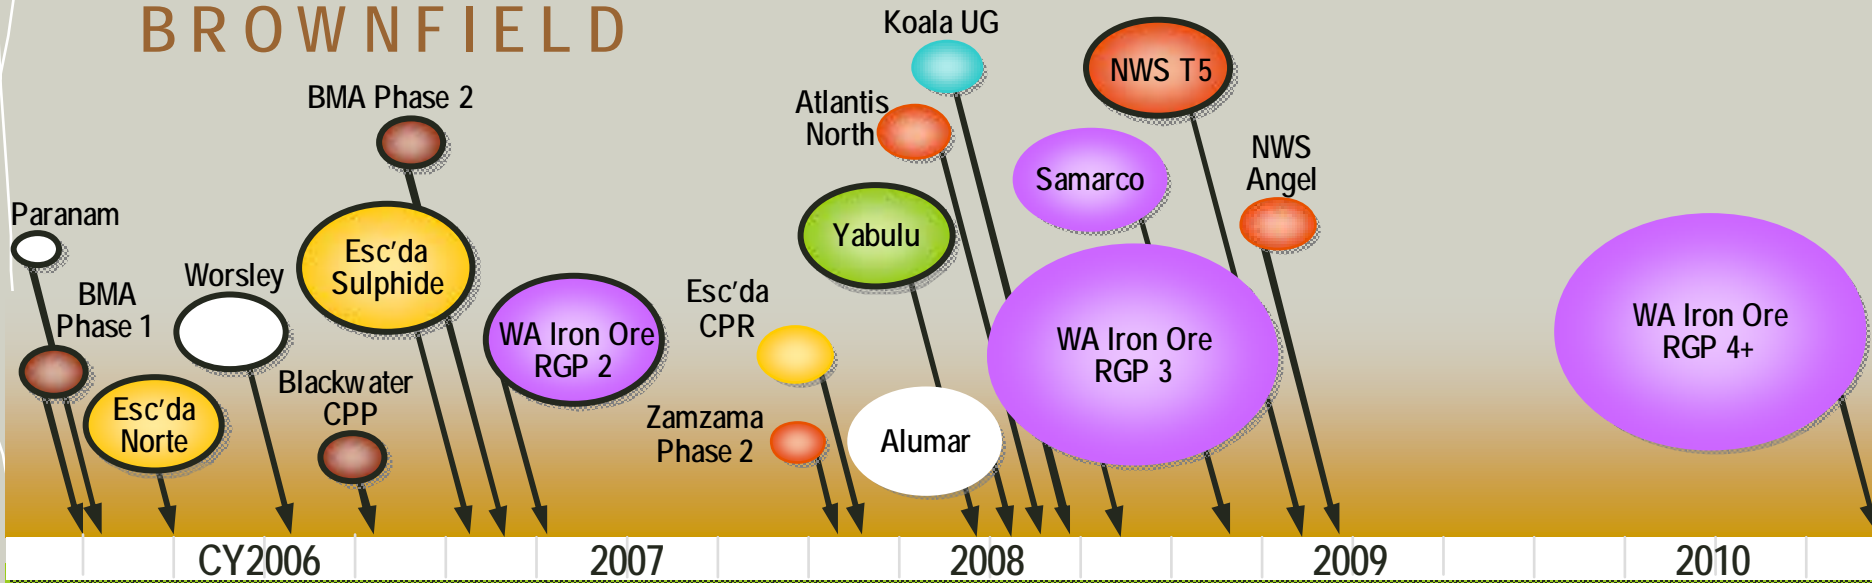 BROWNFIELD
Koala UG
NWS T5
BMA Phase 2
Atlantis
North
NWS
Angel
Samarco
Paranam
Yabulu
Esc'da
Sulphide
Worsley
BMA
Phase 1
Esc'da
CPR
WA Iron Ore
RGP 2
WA Iron Ore
RGP 3
WA Iron Ore
RGP 4+
Blackwater
CPP
Esc'da
Norte
Zamzama
Phase 2
Alumar
CY2006
2007
2008
2009
2010